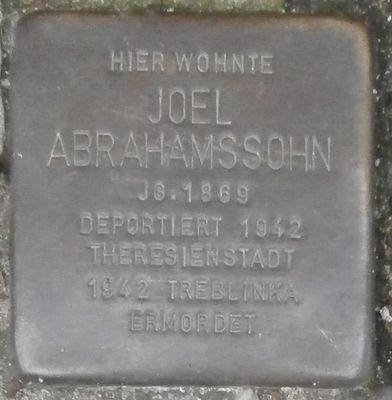 HIER WOHNTE
JOEL
ABRAHAMSSOHN
JG.1869
DEPORTIERT 1942
THERESIENSTADT
1942 TREBLINKA
ERMORDET